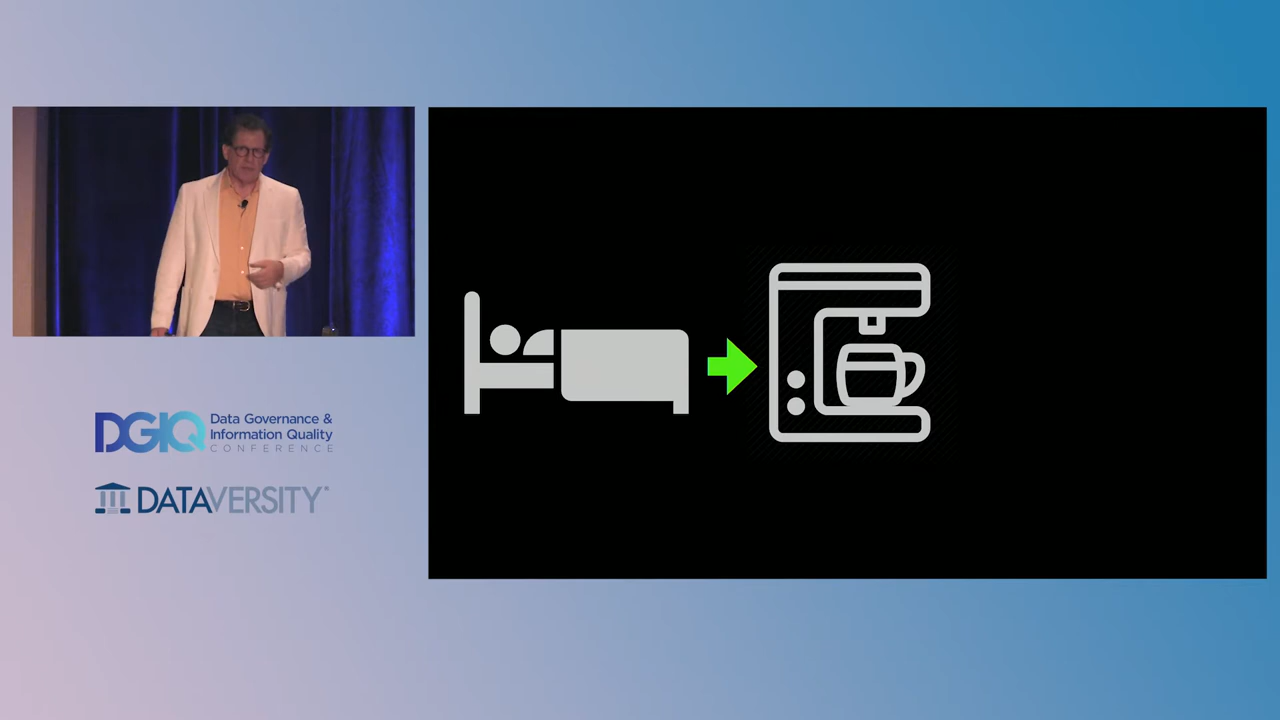 DGIQ
Data Governance &
Information Quality
CONFERENCE
DATAVERSITY